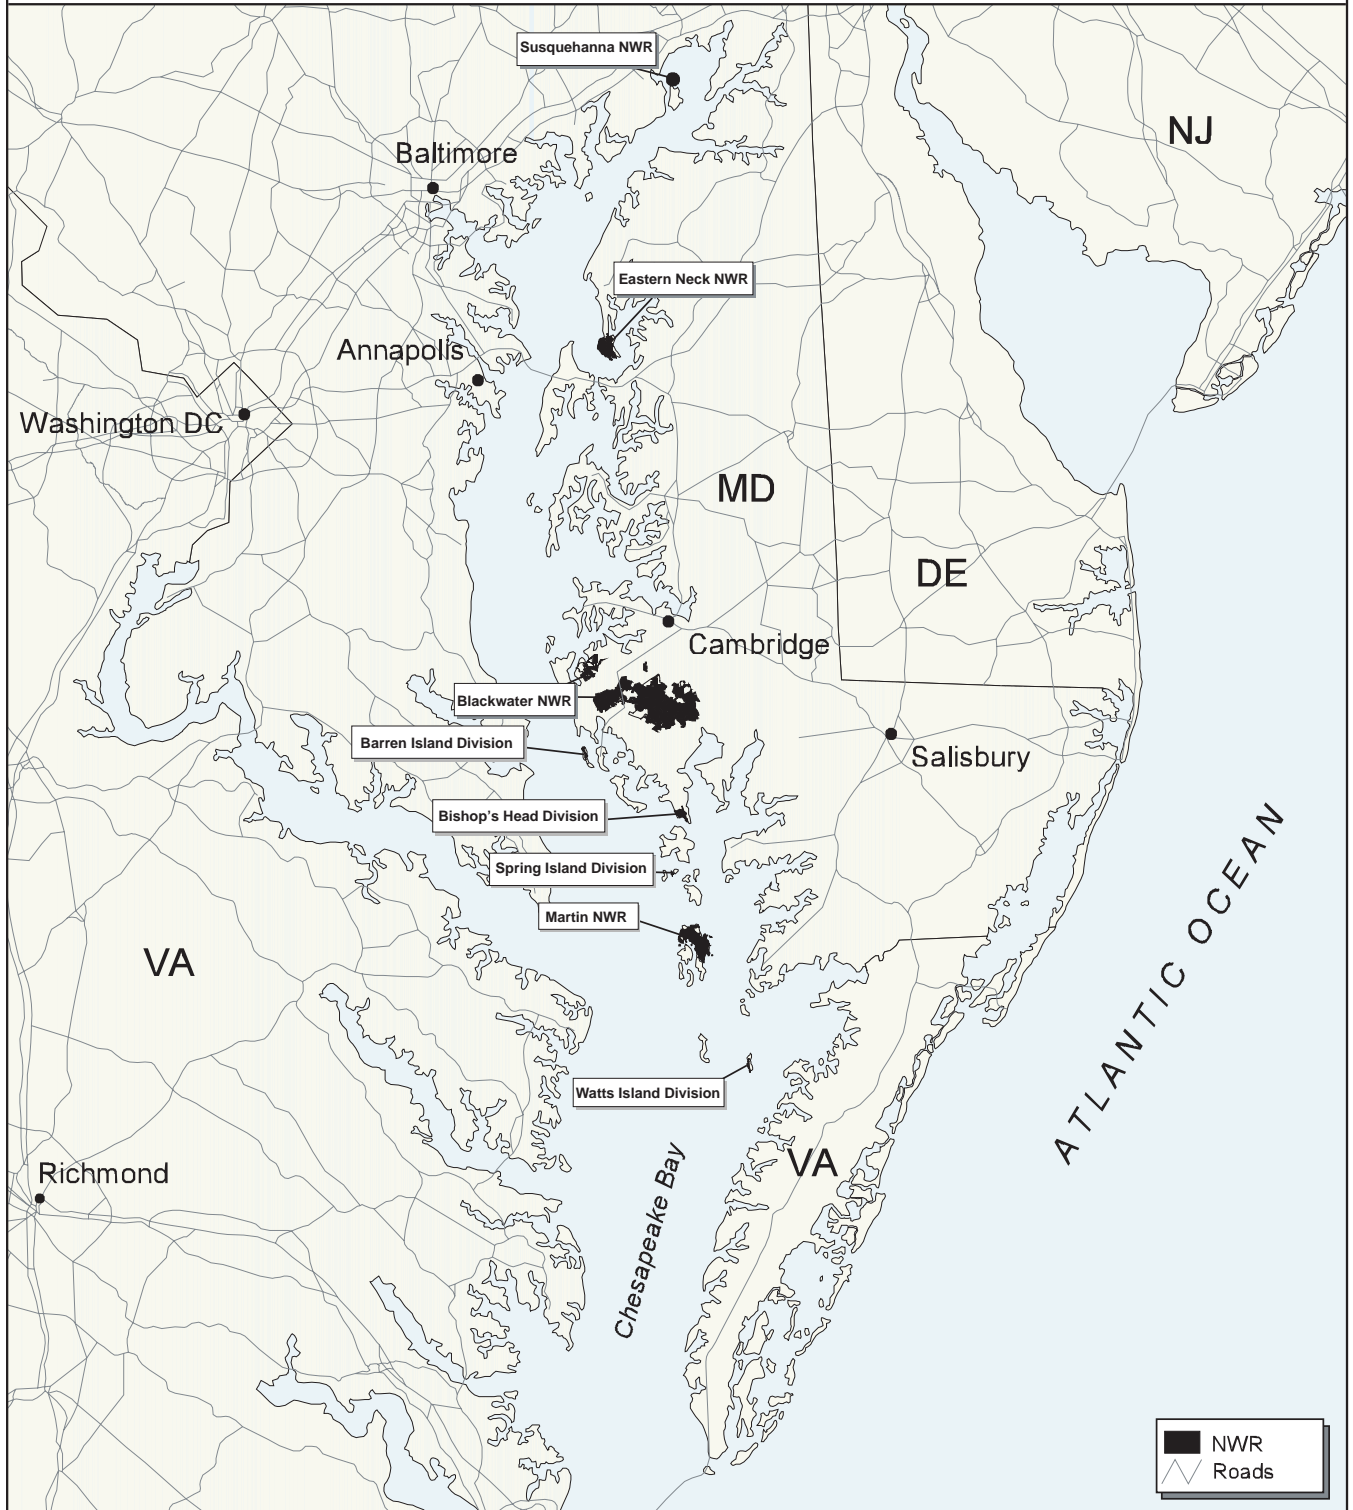 Susquehanna NWR
NJ
Baltimore
Eastern Neck NWR
Annapolis
Washington DC
MD
DE
Cambridge
Blackwater NWR
Barren Island Division
Salisbury
Bishop's Head Division
Spring Island Division
Martin NWR
ATLANTIC OCEAN
VA
Watts Island Division
VA
Richmond
Chesapeake Bay
NWR
Roads